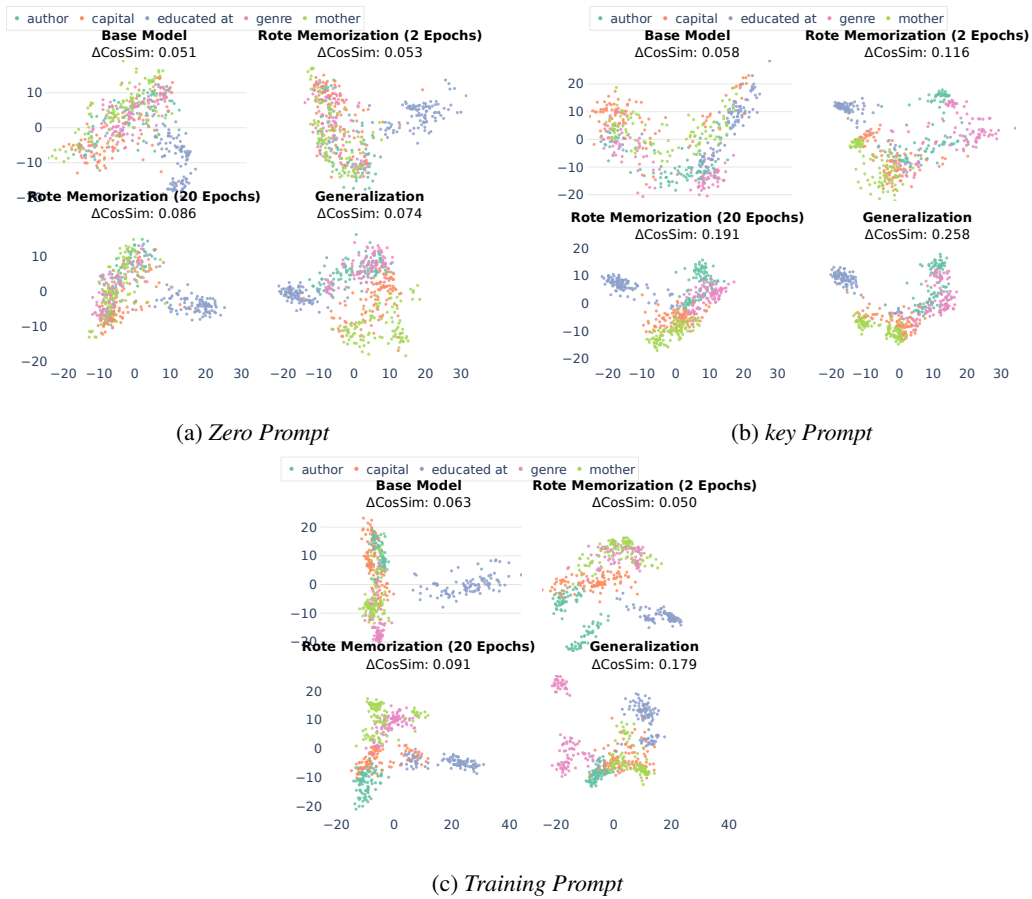 author capital educated at genre mother
Base Model
ΔCosSim: 0.051
Rote Memorization (2 Epochs)
ΔCosSim: 0.053
10
0
−10
−20
Rote Memorization (20 Epochs)
ΔCosSim: 0.086
Generalization
ΔCosSim: 0.074
10
0
−10
−20
−20 −10 0 10 20 30 −20 −10 0 10 20 30
(a) Zero Prompt
author capital educated at genre mother
Base Model
ΔCosSim: 0.058
Rote Memorization (2 Epochs)
ΔCosSim: 0.116
20
10
0
−10
−20
Rote Memorization (20 Epochs)
ΔCosSim: 0.191
Generalization
ΔCosSim: 0.258
20
10
0
−10
−20
−20 −10 0 10 20 30 −20 −10 0 10 20 30
(b) key Prompt
author capital educated at genre mother
Base Model
ΔCosSim: 0.063
Rote Memorization (2 Epochs)
ΔCosSim: 0.050
20
10
0
−10
−20
Rote Memorization (20 Epochs)
ΔCosSim: 0.091
Generalization
ΔCosSim: 0.179
20
10
0
−10
−20
−20 0 20 40 −20 0 20 40
(c) Training Prompt